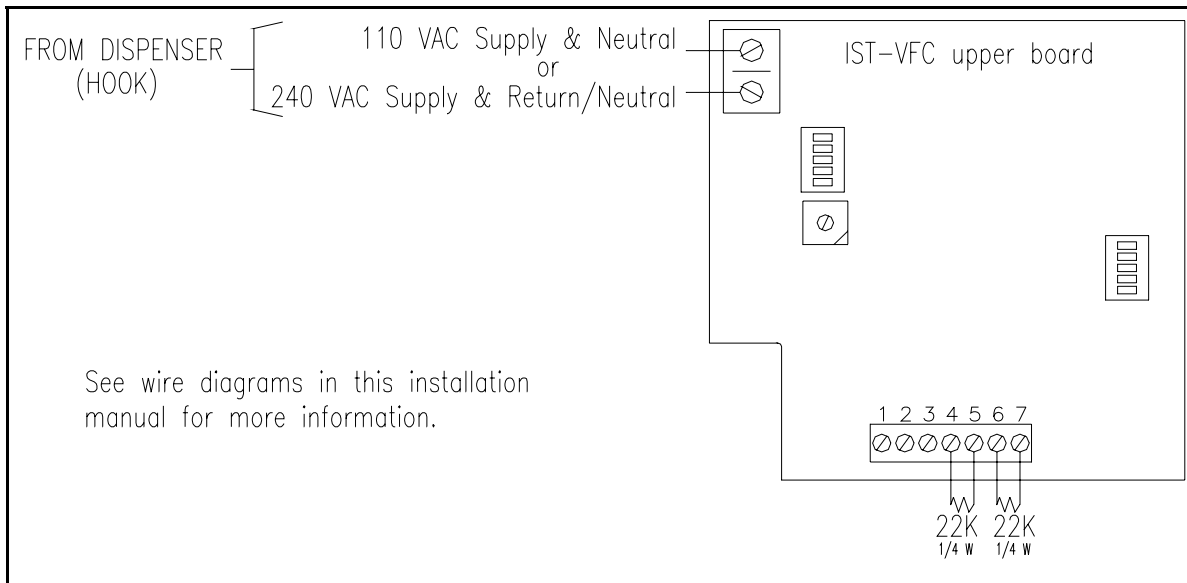 FROM DISPENSER
(HOOK)
110 VAC Supply & Neutral
or
240 VAC Supply & Return/Neutral
IST-VFC upper board
See wire diagrams in this installation
manual for more information.
1 2 3 4 5 6 7
22K 22K
1/4 W 1/4 W